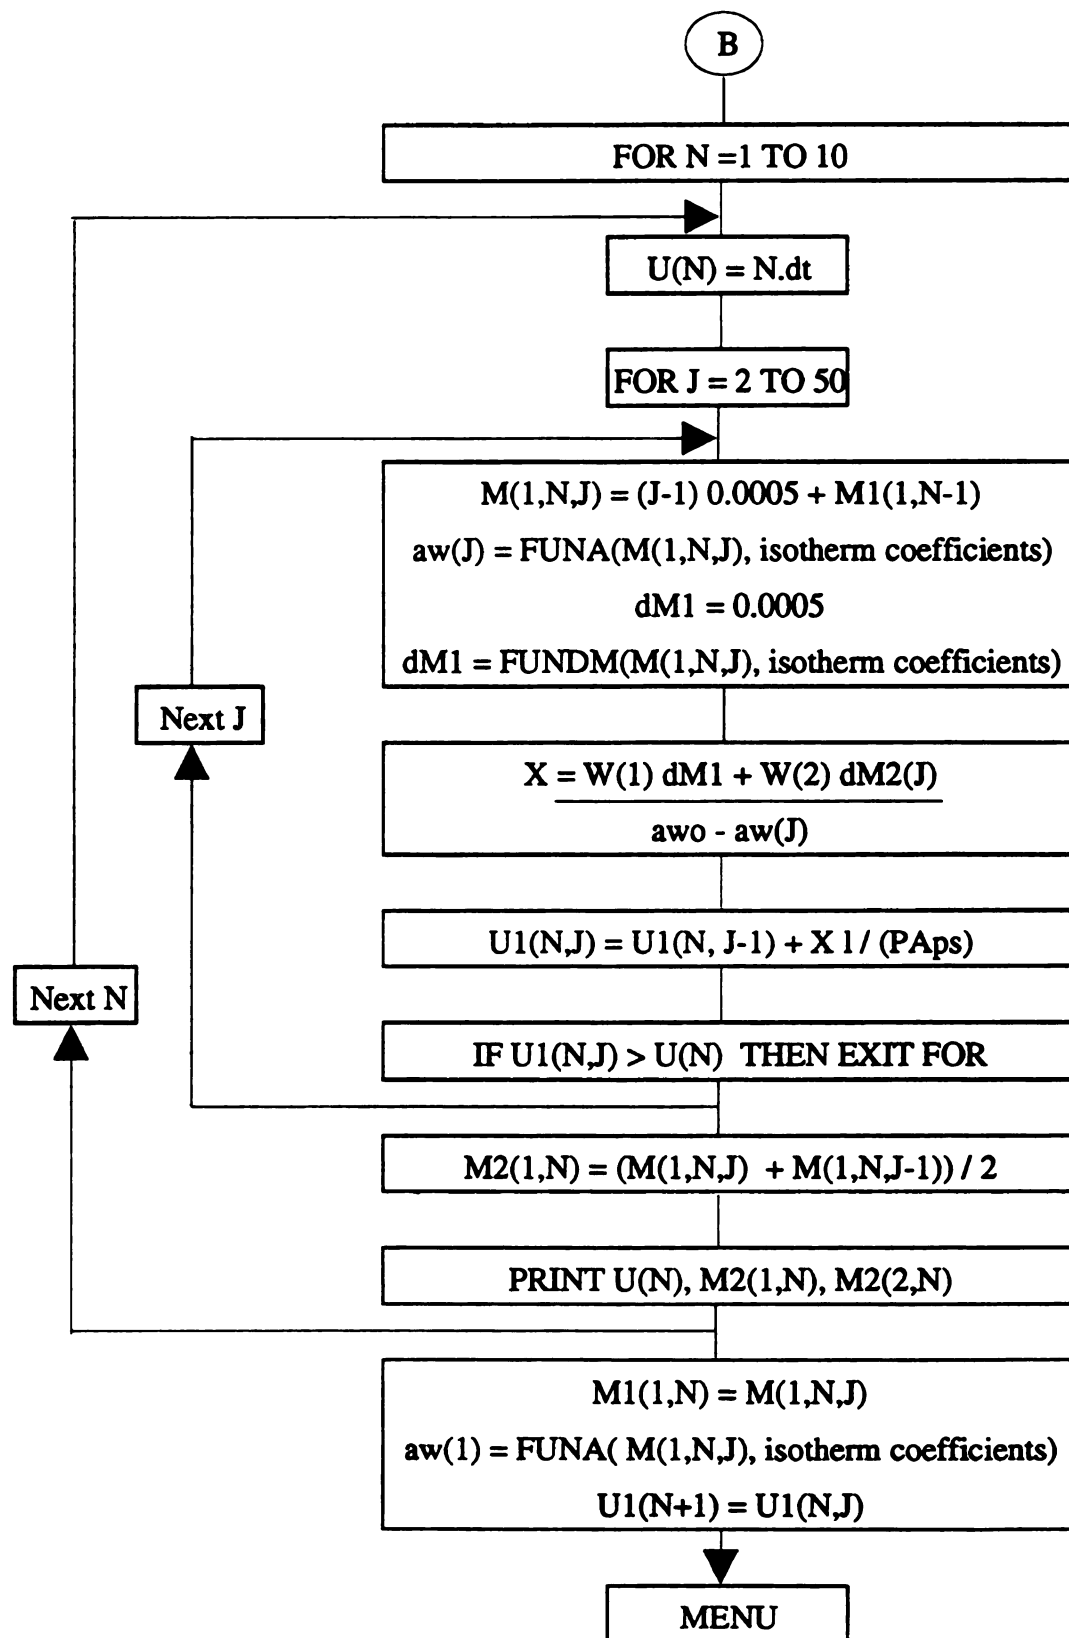 B
FOR N =1 TO 10
U(N) = N.dt
FOR J = 2 TO 50
M(1,N,J) = (J-1) 0.0005 + M1(1,N-1)
aw(J) = FUNA(M(1,N,J), isotherm coefficients)
dM1 = 0.0005
dM1 = FUNDM(M(1,N,J), isotherm coefficients)
Next J
X = W(1) dM1 + W(2) dM2(J)
awo - aw(J)
U1(N,J) = U1(N, J-1) + X 1 / (PAps)
Next N
IF U1(N,J) > U(N) THEN EXIT FOR
M2(1,N) = (M(1,N,J) + M(1,N,J-1)) / 2
PRINT U(N), M2(1,N), M2(2,N)
M1(1,N) = M(1,N,J)
aw(1) = FUNA( M(1,N,J), isotherm coefficients)
U1(N+1) = U1(N,J)
MENU